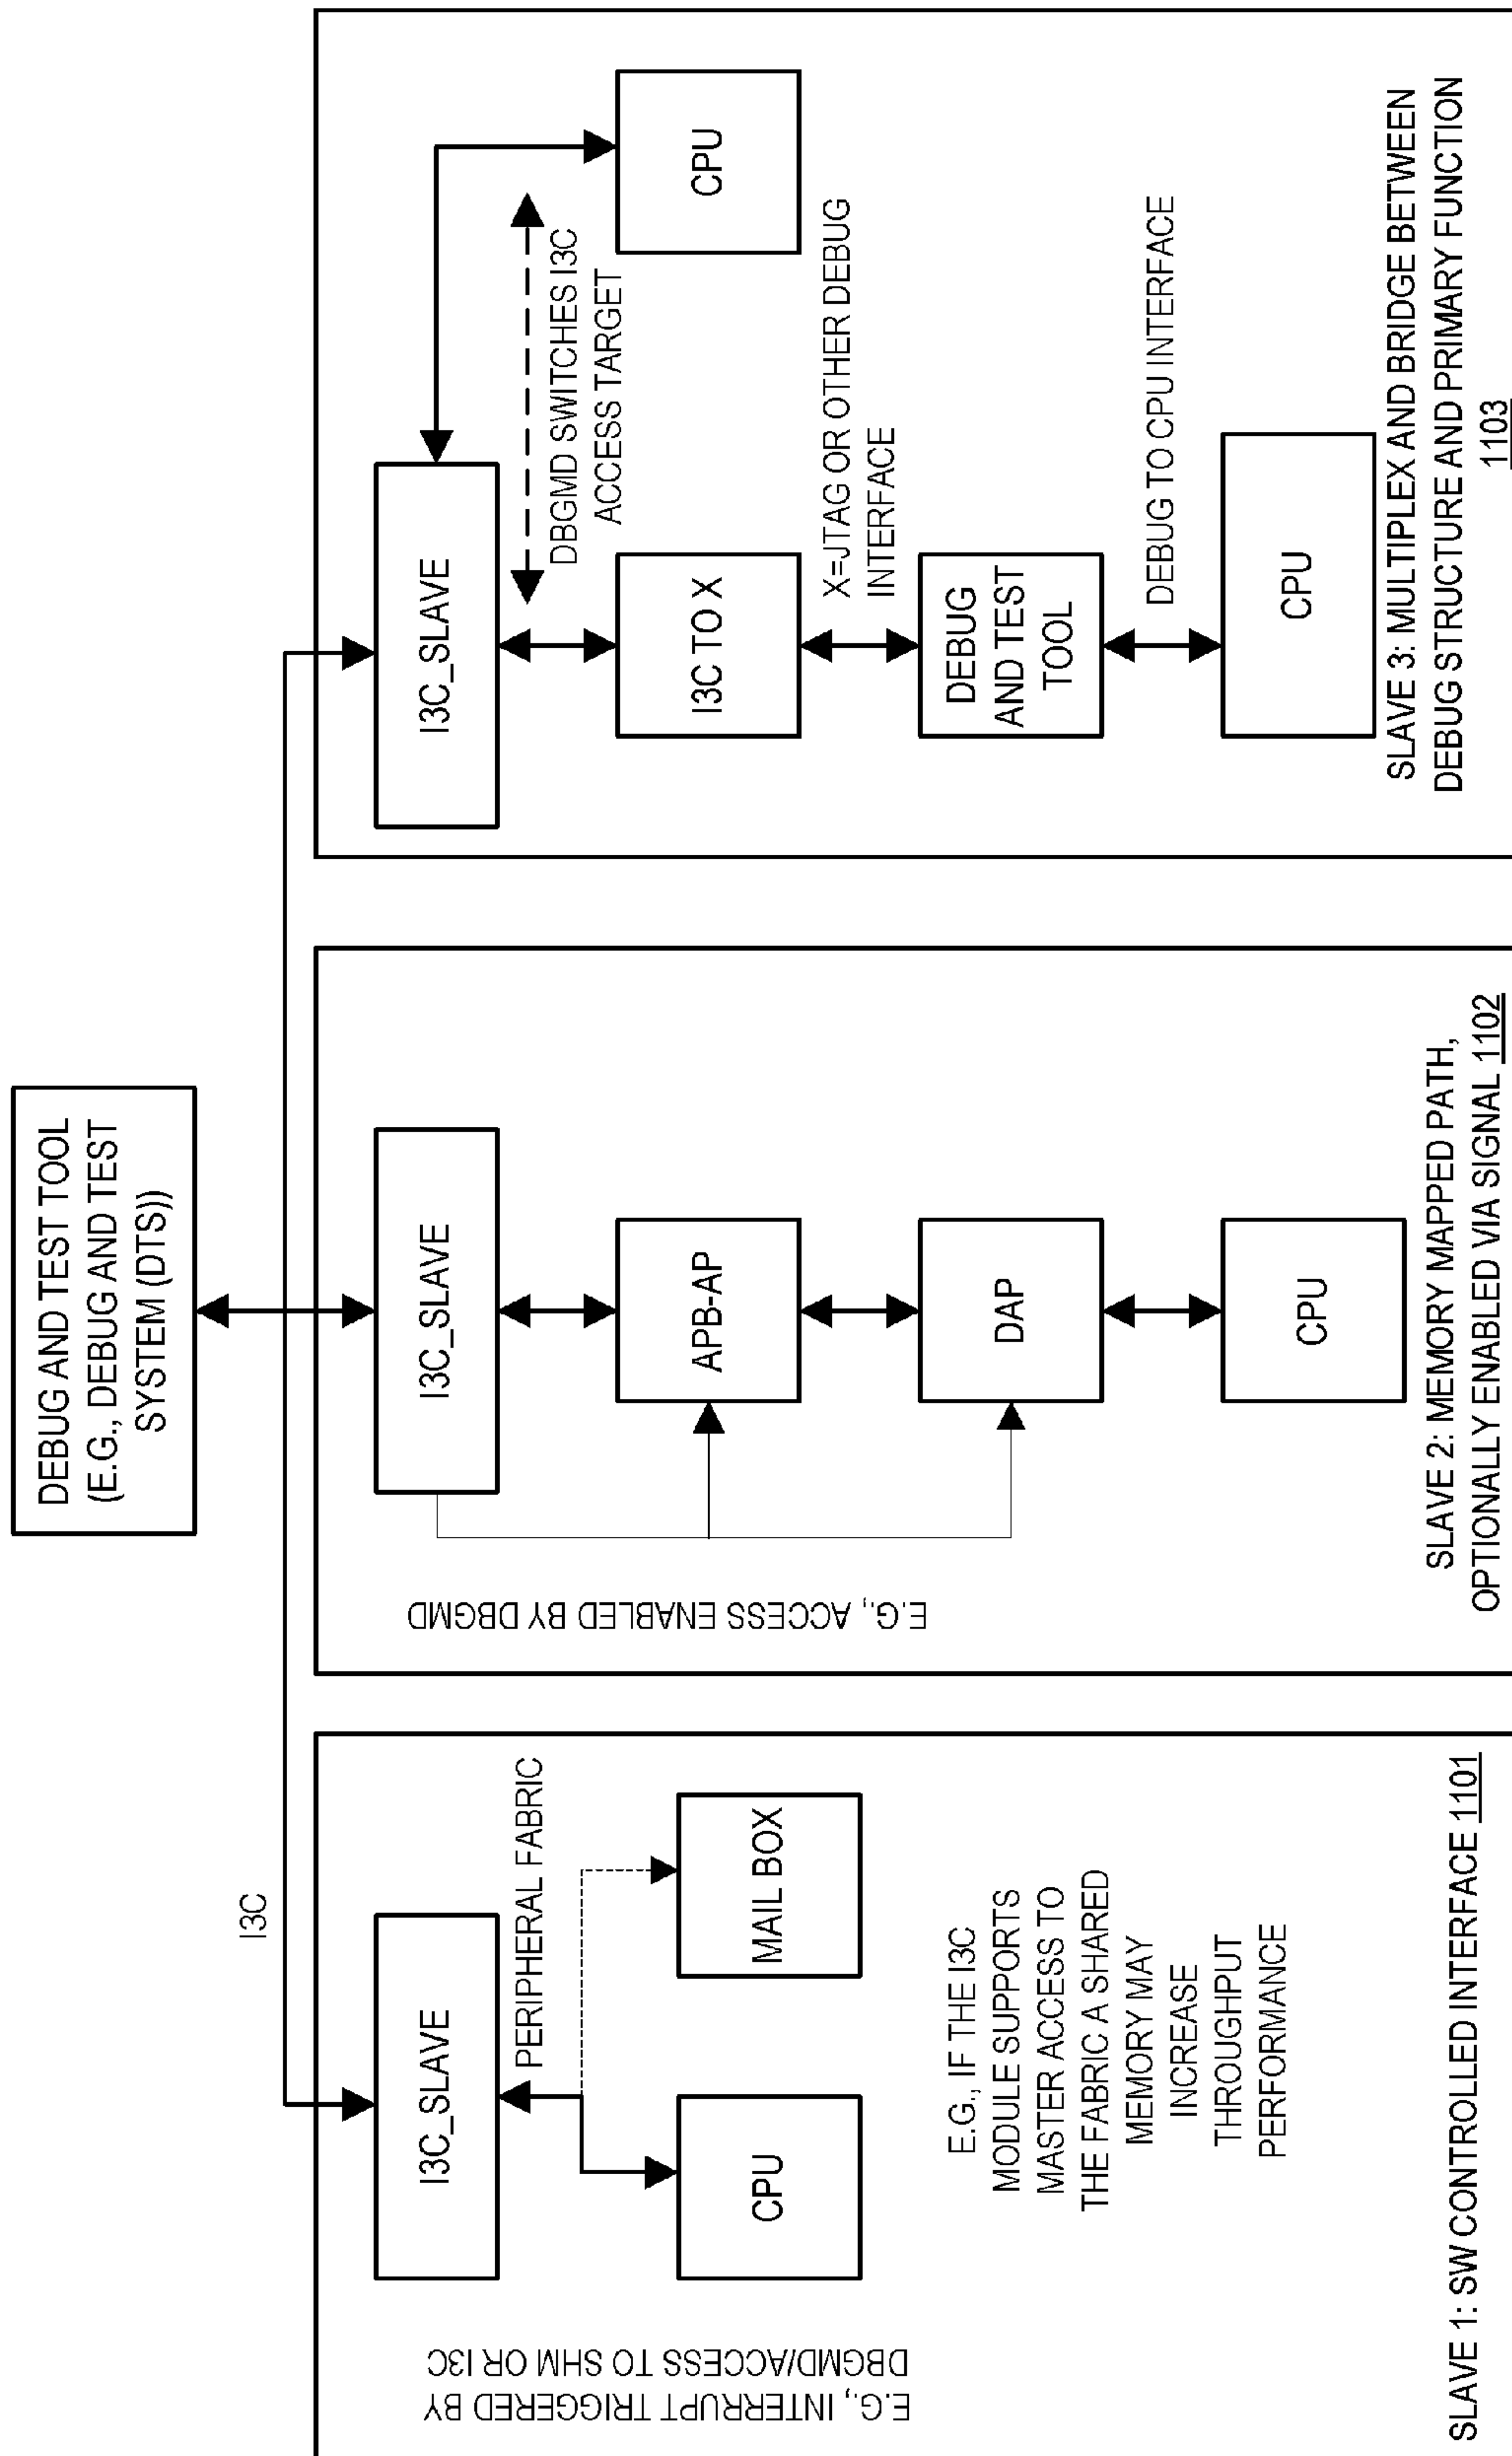 DEBUG AND TEST TOOL
(E.G., DEBUG AND TEST
SYSTEM (DTS))
I3C
I3C_SLAVE
PERIPHERAL FABRIC
CPU
MAIL BOX
E.G., INTERRUPT TRIGGERED BY
DBGMD/ACCESS TO SHM OR I3C
E.G., IF THE I3C
MODULE SUPPORTS
MASTER ACCESS TO
THE FABRIC A SHARED
MEMORY MAY
INCREASE
THROUGHPUT
PERFORMANCE
SLAVE 1: SW CONTROLLED INTERFACE 1101
I3C_SLAVE
E.G., ACCESS ENABLED BY DBGMD
APB-AP
DAP
CPU
SLAVE 2: MEMORY MAPPED PATH,
OPTIONALLY ENABLED VIA SIGNAL 1102
I3C_SLAVE
DBGMD SWITCHES I3C
ACCESS TARGET
I3C TO X
CPU
X=JTAG OR OTHER DEBUG
INTERFACE
DEBUG
AND TEST
TOOL
DEBUG TO CPU INTERFACE
CPU
SLAVE 3: MULTIPLEX AND BRIDGE BETWEEN
DEBUG STRUCTURE AND PRIMARY FUNCTION
1103